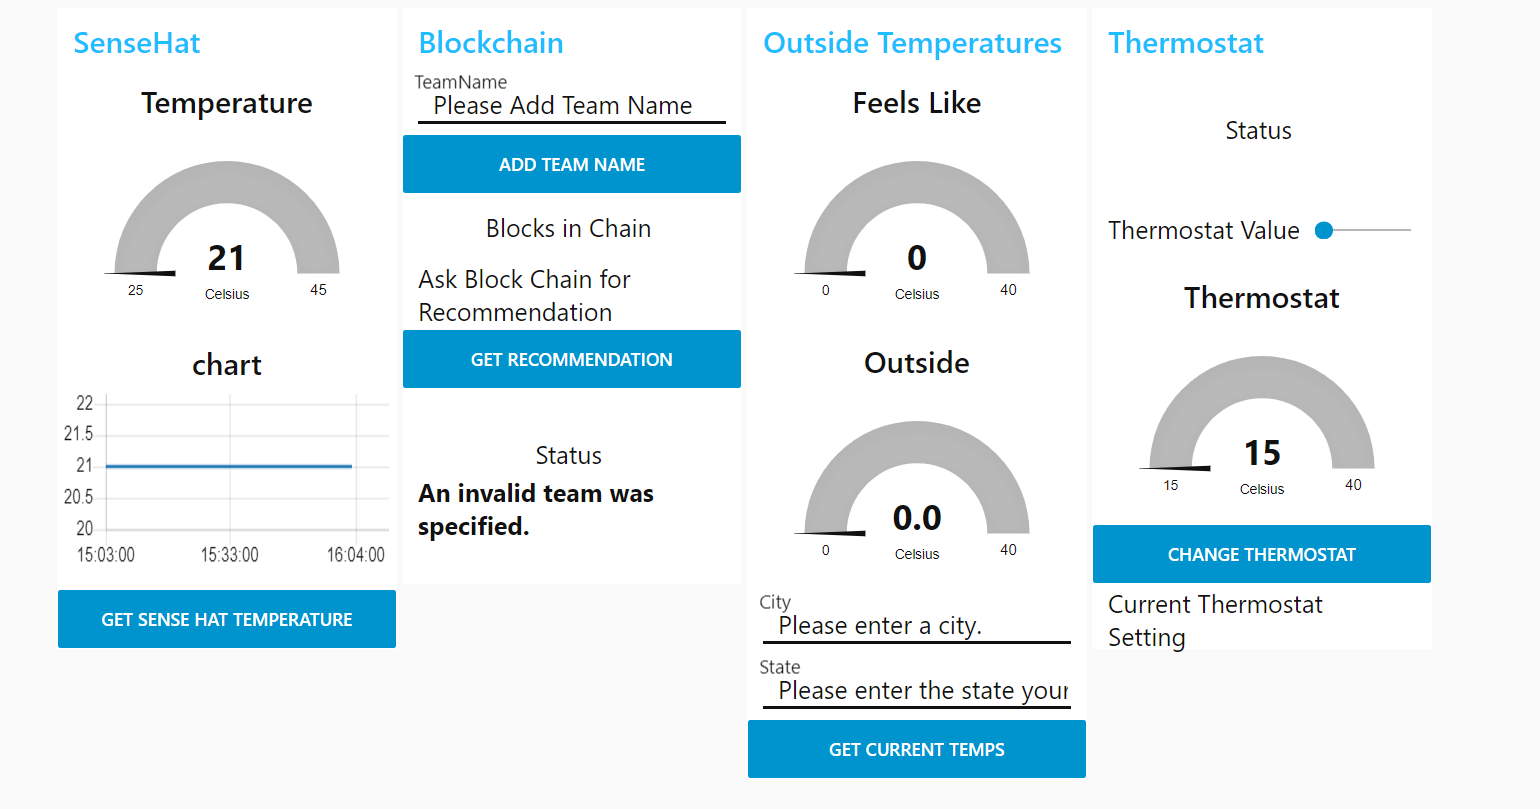 SenseHat
Temperature
21
25
Celsius
45
chart
22
21.5
21
20.5
20
15:03:00
15:33:00
16:04:00
GET SENSE HAT TEMPERATURE
Blockchain
TeamName
Please Add Team Name
ADD TEAM NAME
Blocks in Chain
Ask Block Chain for
Recommendation
GET RECOMMENDATION
Status
An invalid team was
specified.
Outside Temperatures
Feels Like
0
0
Celsius
40
Outside
0.0
0
Celsius
40
City
Please enter a city.
State
Please enter the state your
GET CURRENT TEMPS
Thermostat
Status
Thermostat Value
Thermostat
15
15
Celsius
40
CHANGE THERMOSTAT
Current Thermostat
Setting